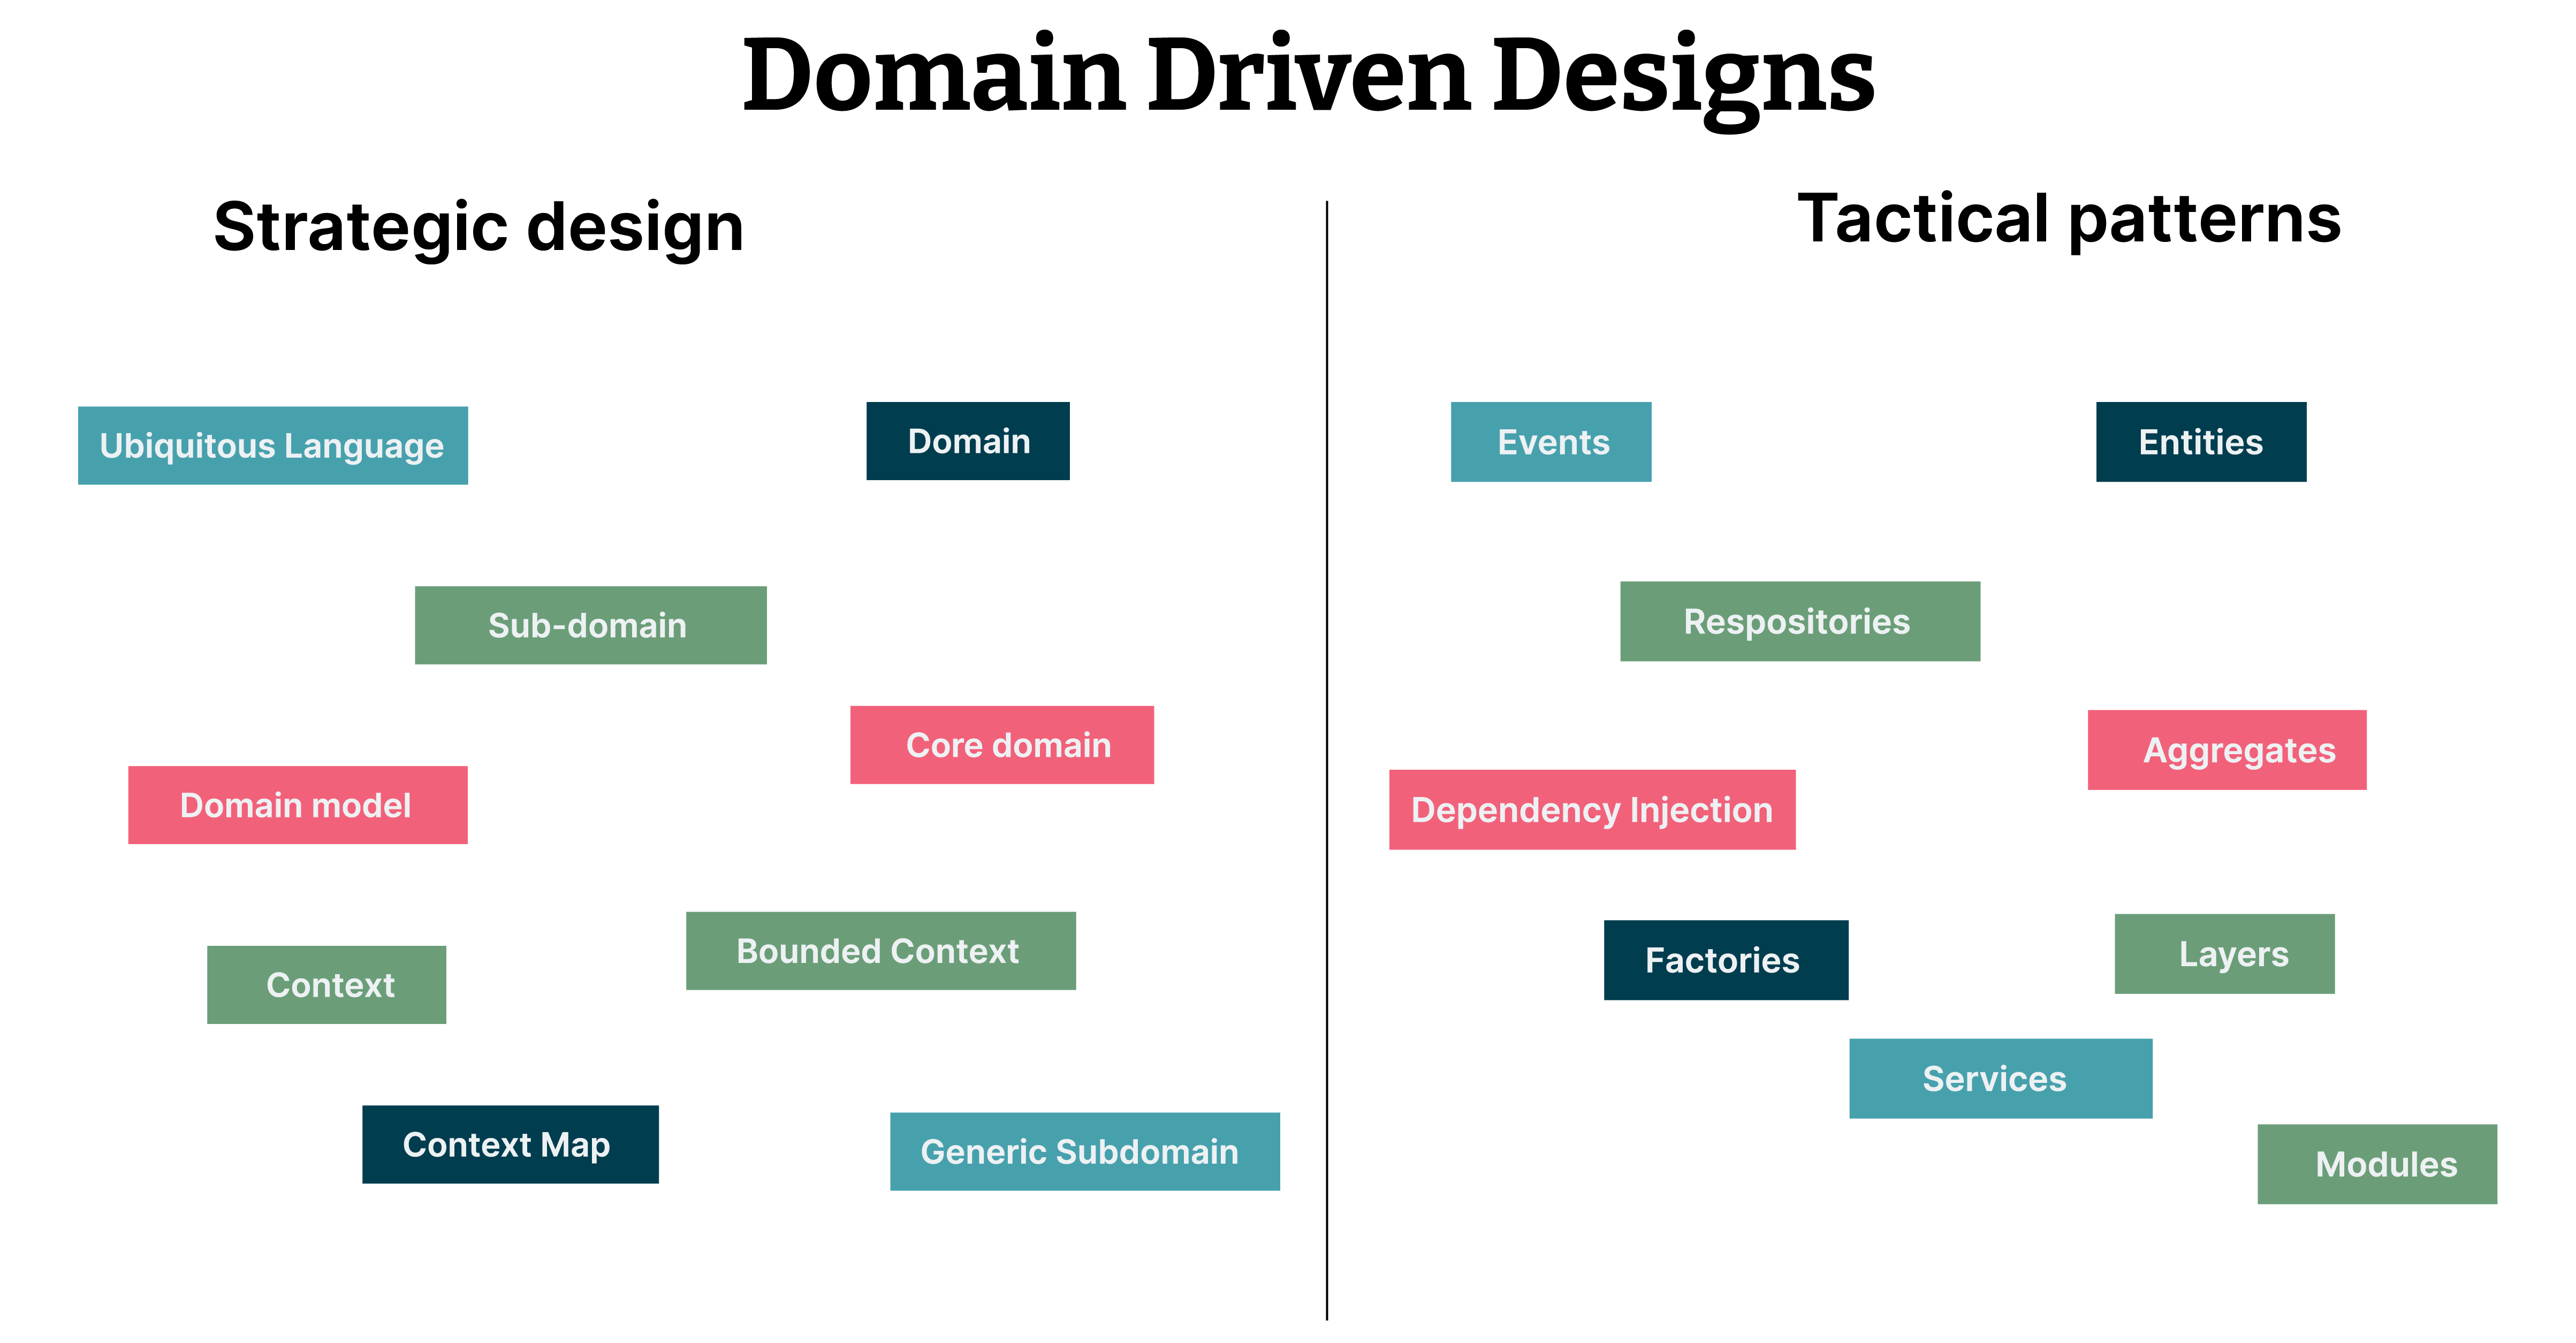 Domain Driven Designs
Strategic design
Ubiquitous Language
Domain
Sub-domain
Core domain
Domain model
Bounded Context
Context
Context Map
Generic Subdomain
Tactical patterns
Events
Entities
Respositories
Aggregates
Dependency Injection
Factories
Layers
Services
Modules